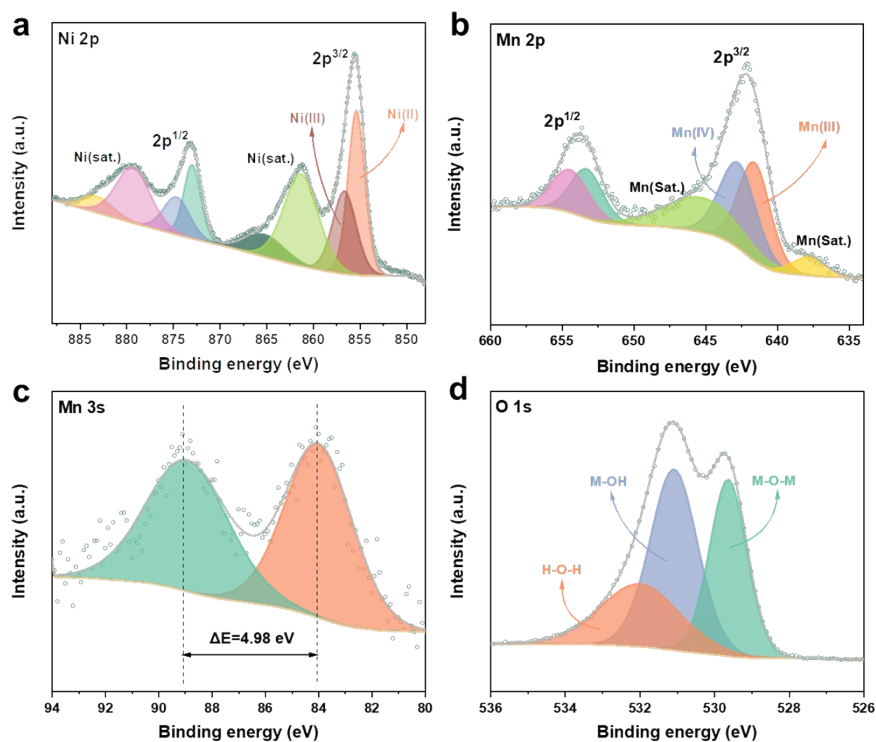 a
Ni 2p
2p3/2
2p1/2
Ni(sat.)
Ni(sat.)
Ni(III)
Ni(II)
Intensity (a.u.)
885 880 875 870 865 860 855 850
Binding energy (eV)
b
Mn 2p
2p3/2
2p1/2
Mn(IV)
Mn(III)
Mn(Sat.)
Mn(Sat.)
Intensity (a.u.)
660 655 650 645 640 635
Binding energy (eV)
c
Mn 3s
ΔE=4.98 eV
Intensity (a.u.)
94 92 90 88 86 84 82 80
Binding energy (eV)
d
O 1s
M-OH
M-O-M
H-O-H
Intensity (a.u.)
536 534 532 530 528 526
Binding energy (eV)